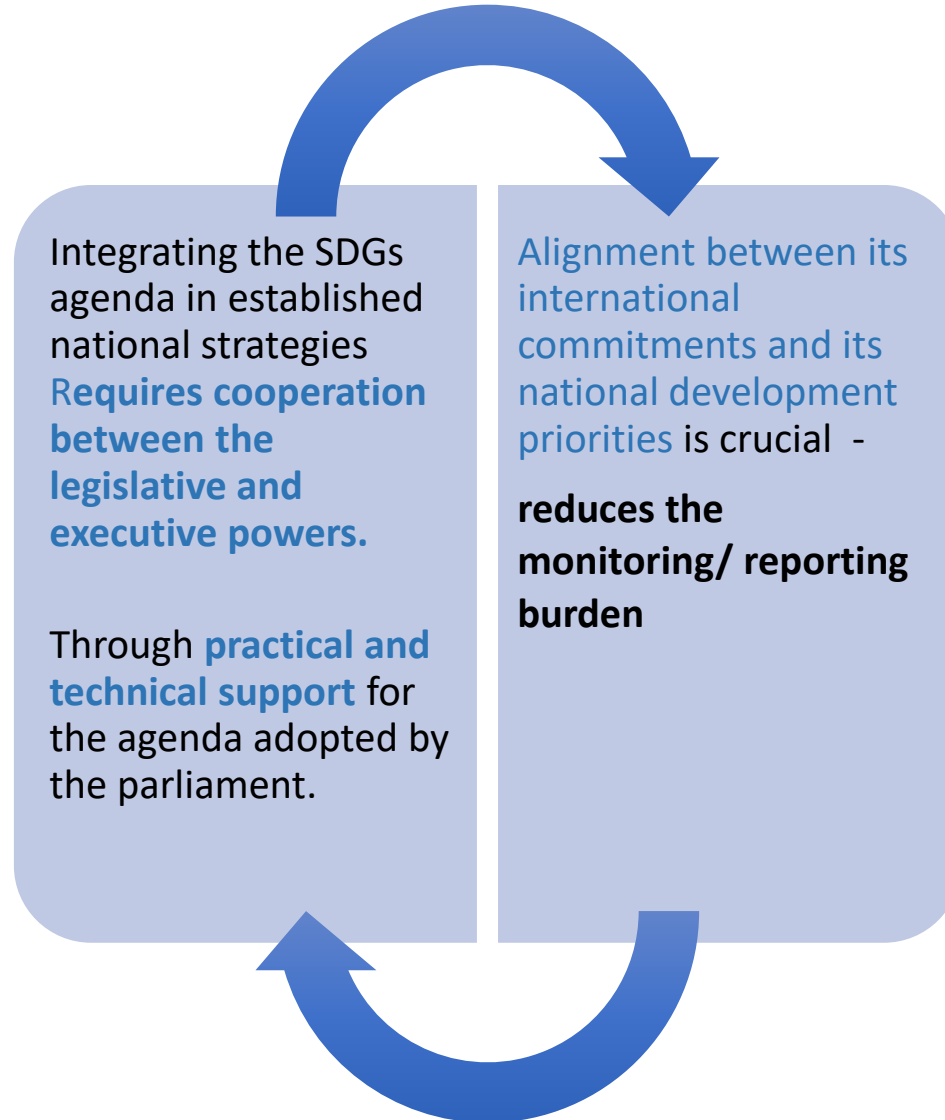 Integrating the SDGs
agenda in established
national strategies
Requires cooperation
between the
legislative and
executive powers.
Through practical and
technical support for
the agenda adopted by
the parliament.
Alignment between its
international
commitments and its
national development
priorities is crucial -
reduces the
monitoring/ reporting
burden